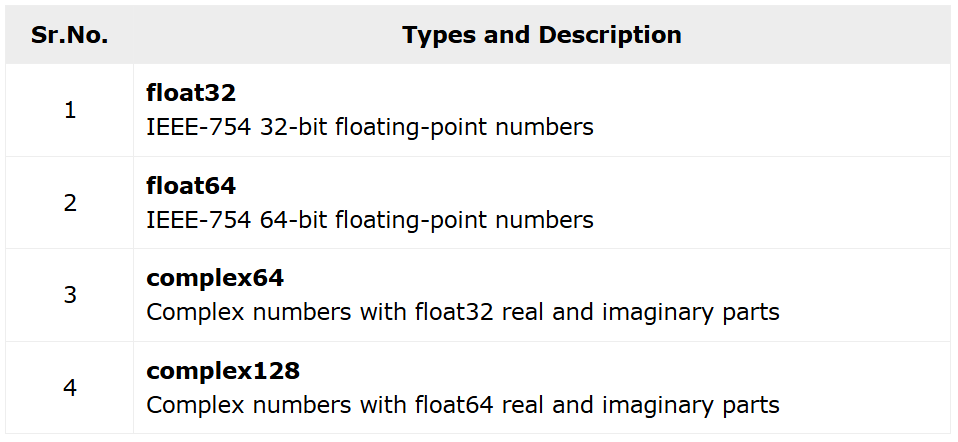 Sr.No. Types and Description
1
float32
IEEE-754 32-bit floating-point numbers
2
float64
IEEE-754 64-bit floating-point numbers
3
complex64
Complex numbers with float32 real and imaginary parts
4
complex128
Complex numbers with float64 real and imaginary parts